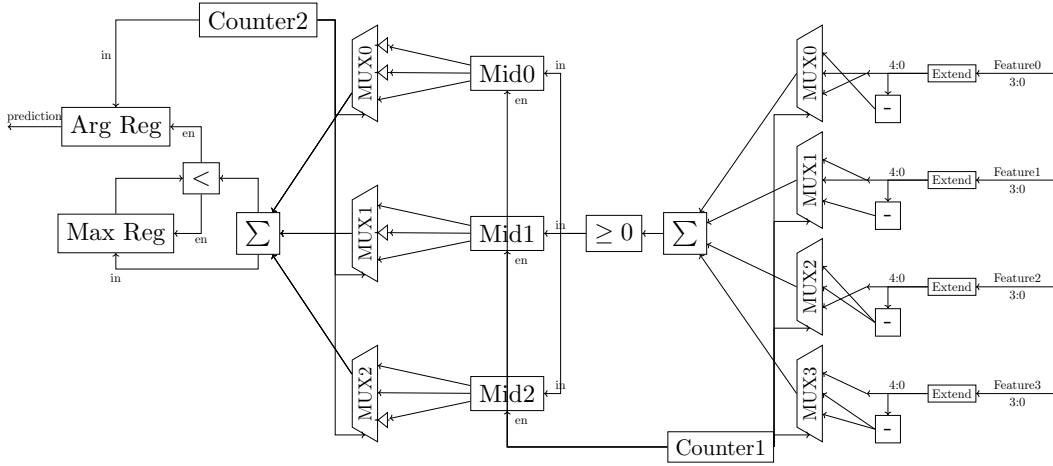 Counter2
in
prediction
Arg Reg
en
<
Max Reg
en
in
∑
MUX0
MUX1
MUX2
Mid0
in
en
Mid1
in
en
Mid2
in
en
≥ 0
∑
Counter1
MUX0
4:0
Extend
Feature0
3:0
-
MUX1
4:0
Extend
Feature1
3:0
-
MUX2
4:0
Extend
Feature2
3:0
-
MUX3
4:0
Extend
Feature3
3:0
-